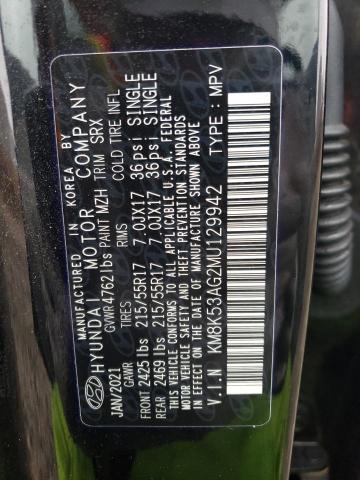 MANUFACTURED IN KOREA BY
HYUNDAI MOTOR COMPANY
GVWR 4762 lbs PAINT MZH TRIM SRX
JAN/2021 GAWR TIRES RMS COLD TIRE INFL
FRONT 2425 lbs 215/55R17 7.0JX17 36psi SINGLE
REAR 2469 lbs 215/55R17 7.0JX17 36psi SINGLE
THIS VEHICLE CONFORMS TO ALL APPLICABLE U.S.A. FEDERAL
MOTOR VEHICLE SAFETY AND THEFT PREVENTION STANDARDS
IN EFFECT ON THE DATE OF MANUFACTURE SHOWN ABOVE.
V.I.N KM8K53AG2MU129942 TYPE : MPV